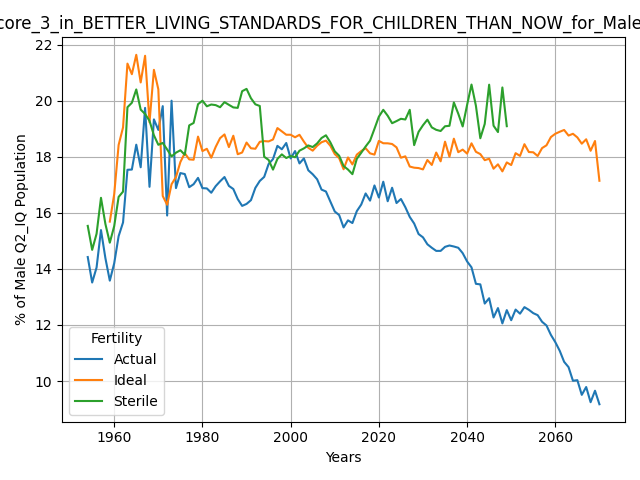 core_3_in_BETTER_LIVING_STANDARDS_FOR_CHILDREN_THAN_NOW_for_Male
22
20
18
16
14
12
10
% of Male Q2_IQ Population
Fertility
Actual
Ideal
Sterile
1960
1980
2000
2020
2040
2060
Years